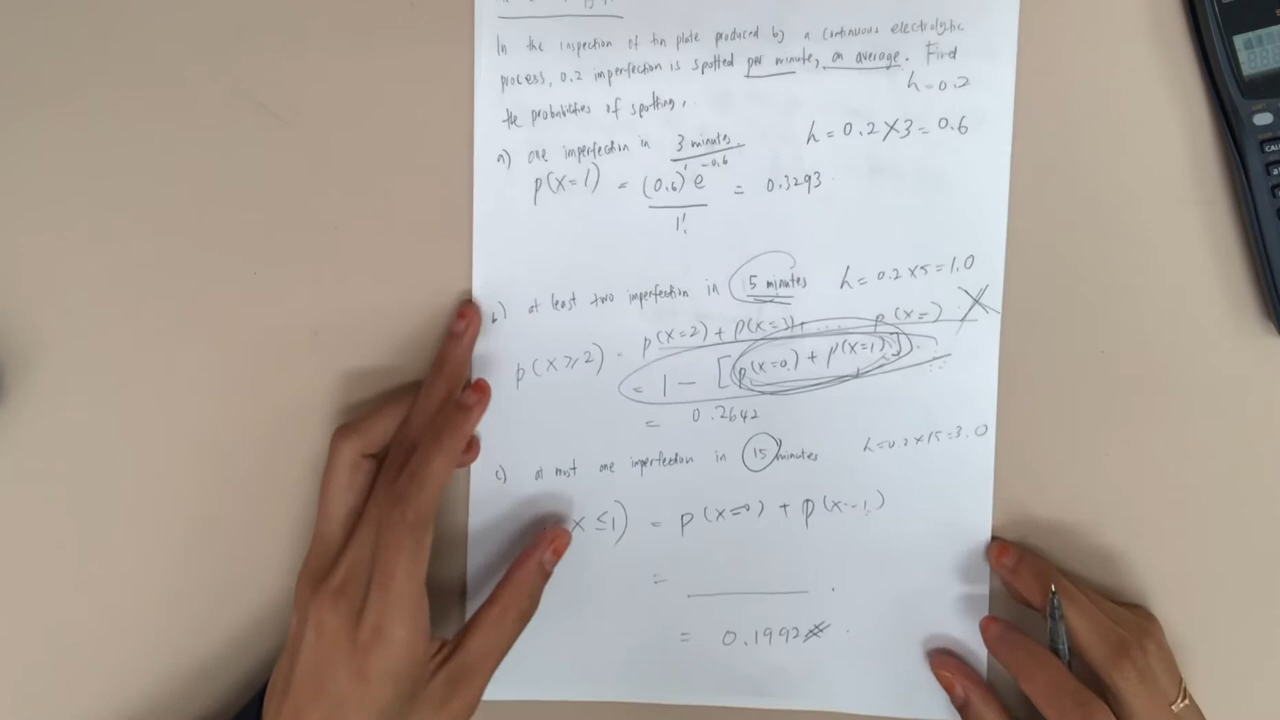 In the inspection of tin plate produced by a continuous electrolytic
process, 0.2 imperfection is spotted per minute, on average. Find
λ = 0.2
the probabilities of spotting,
a) one imperfection in 3 minutes. λ = 0.2 × 3 = 0.6
P(X=1) = (0.6)¹ e^-0.6 / 1! = 0.3293
b) at least two imperfection in 5 minutes λ = 0.2 × 5 = 1.0
P(X≥2) = P(X=2) + P(X=3) + .... P(X=)
= 1 - [P(X=0) + P(X=1)]
= 0.2642
c) at most one imperfection in 15 minutes λ = 0.2 × 15 = 3.0
X ≤ 1) = P(X=0) + P(X=1)
=
= 0.1992
CAL